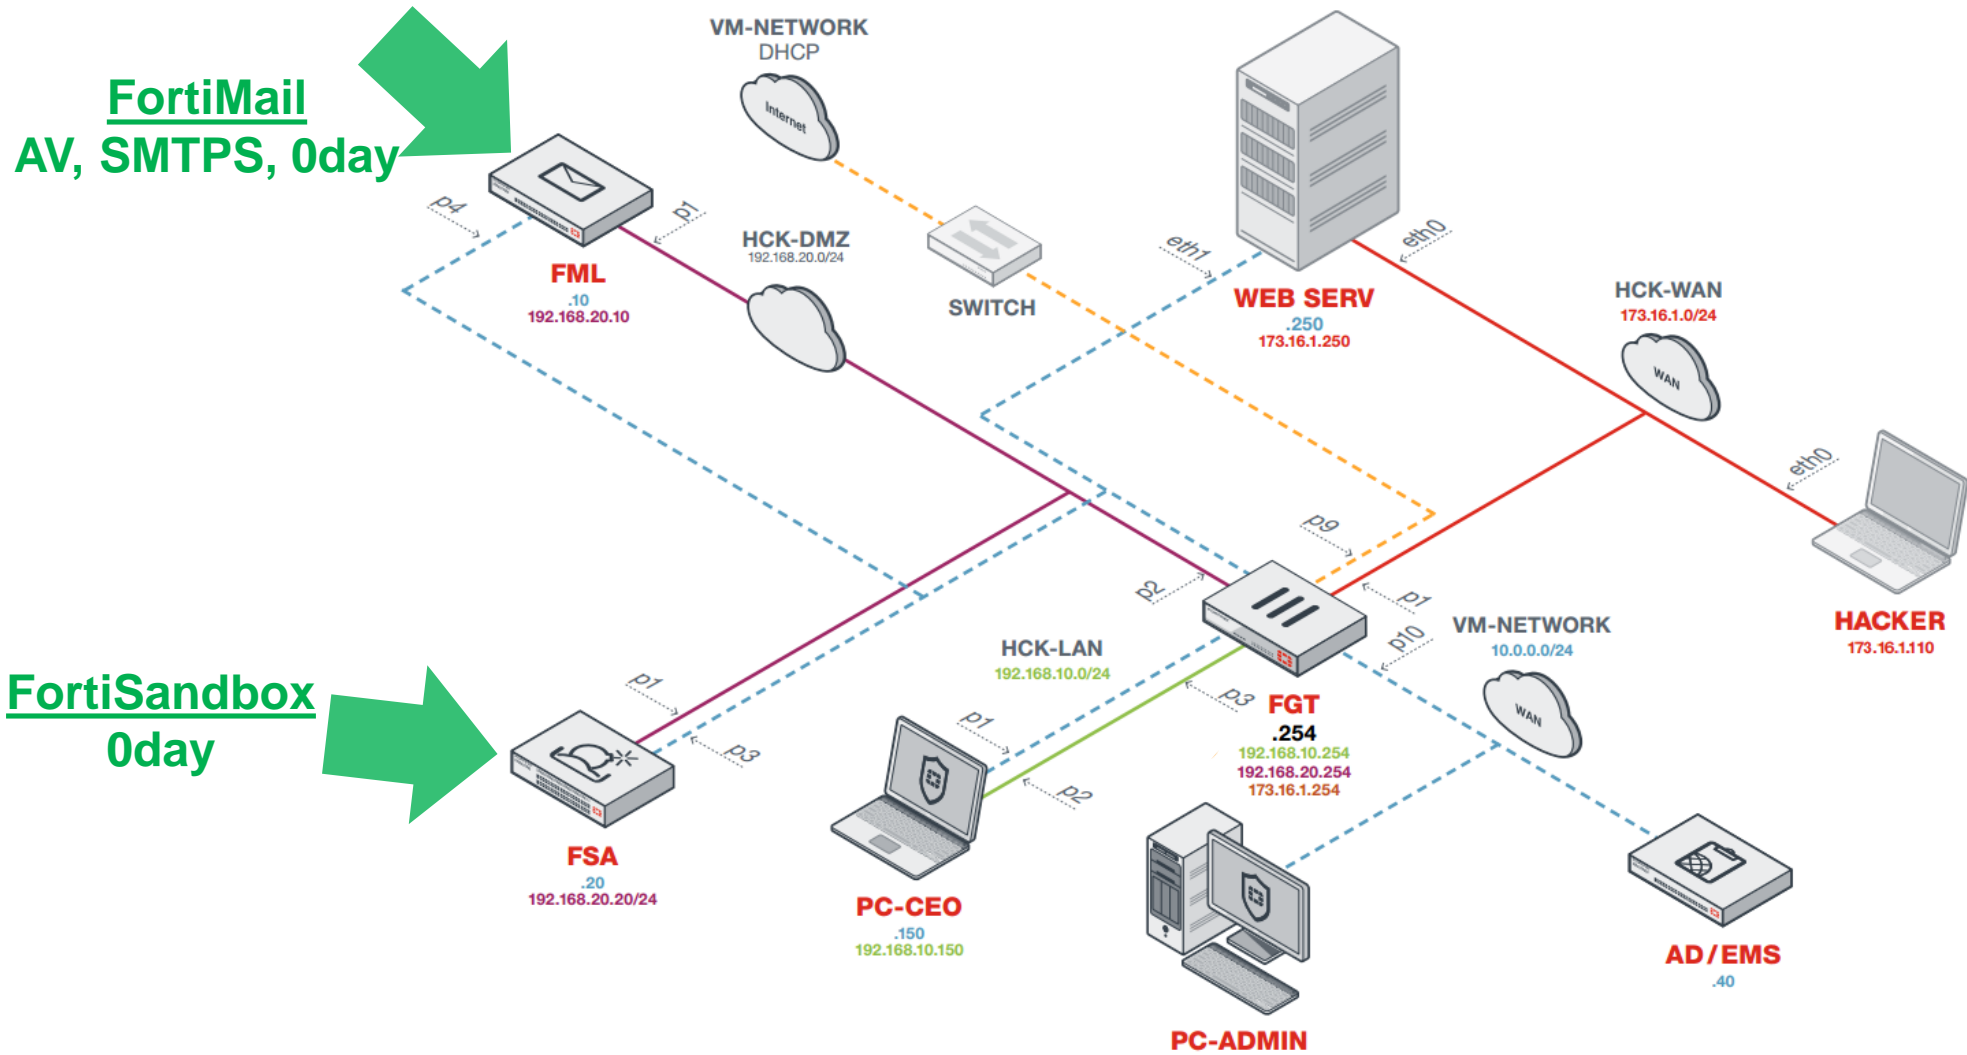 FortiMail
AV, SMTPS, 0day
VM-NETWORK
DHCP
Internet
p4
p1
HCK-DMZ
192.168.20.0/24
FML
.10
192.168.20.10
SWITCH
eth1
eth0
WEB SERV
.250
173.16.1.250
HCK-WAN
173.16.1.0/24
WAN
eth0
HACKER
173.16.1.110
p9
p2
p1
p10
VM-NETWORK
10.0.0.0/24
WAN
HCK-LAN
192.168.10.0/24
p3
FGT
.254
192.168.10.254
192.168.20.254
173.16.1.254
FortiSandbox
0day
p1
p3
FSA
.20
192.168.20.20/24
p1
p2
PC-CEO
.150
192.168.10.150
PC-ADMIN
AD/EMS
.40